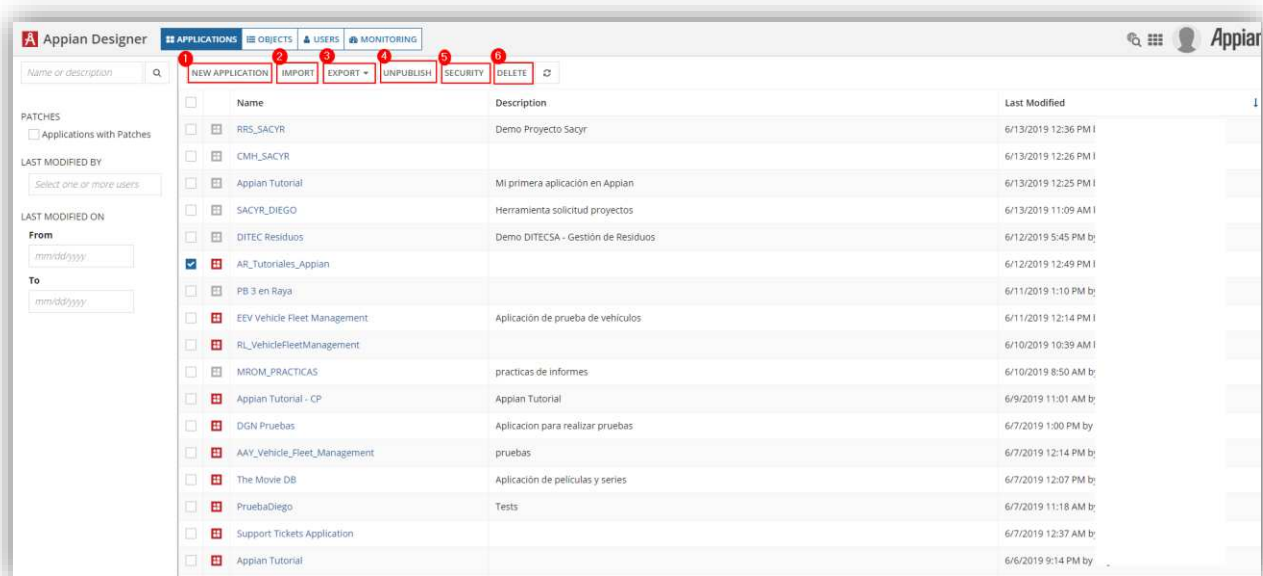 Appian Designer APPLICATIONS OBJECTS USERS MONITORING Appian
1 2 3 4 5 6
Name or description NEW APPLICATION IMPORT EXPORT UNPUBLISH SECURITY DELETE
Name Description Last Modified
PATCHES
Applications with Patches
LAST MODIFIED BY
Select one or more users
LAST MODIFIED ON
From
mm/dd/yyyy
To
mm/dd/yyyy
RRS_SACYR Demo Proyecto Sacyr 6/13/2019 12:36 PM
CMH_SACYR 6/13/2019 12:26 PM
Appian Tutorial Mi primera aplicación en Appian 6/13/2019 12:25 PM
SACYR_DIEGO Herramienta solicitud proyectos 6/13/2019 11:09 AM
DITEC Residuos Demo DITECSA - Gestión de Residuos 6/12/2019 5:45 PM by
AR_Tutoriales_Appian 6/12/2019 12:49 PM
PB 3 en Raya 6/11/2019 1:10 PM by
EEV Vehicle Fleet Management Aplicación de prueba de vehículos 6/11/2019 12:14 PM
RL_VehicleFleetManagement 6/10/2019 10:39 AM
MROM_PRACTICAS practicas de informes 6/10/2019 8:50 AM by
Appian Tutorial - CP Appian Tutorial 6/9/2019 11:01 AM by
DGN Pruebas Aplicacion para realizar pruebas 6/7/2019 1:00 PM by
AAY_Vehicle_Fleet_Management pruebas 6/7/2019 12:14 PM by
The Movie DB Aplicación de películas y series 6/7/2019 12:07 PM by
PruebaDiego Tests 6/7/2019 11:18 AM by
Support Tickets Application 6/7/2019 12:37 AM by
Appian Tutorial 6/6/2019 9:14 PM by